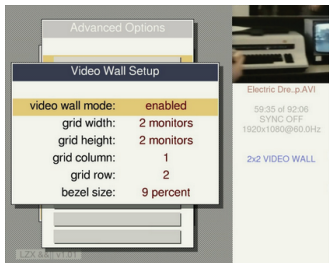 Advanced Options
Video Wall Setup
video wall mode: enabled
grid width: 2 monitors
grid height: 2 monitors
grid column: 1
grid row: 2
bezel size: 9 percent
Electric Dre..p.AVI
59:35 of 92:06
SYNC OFF
1920x1080@60.0Hz
2x2 VIDEO WALL